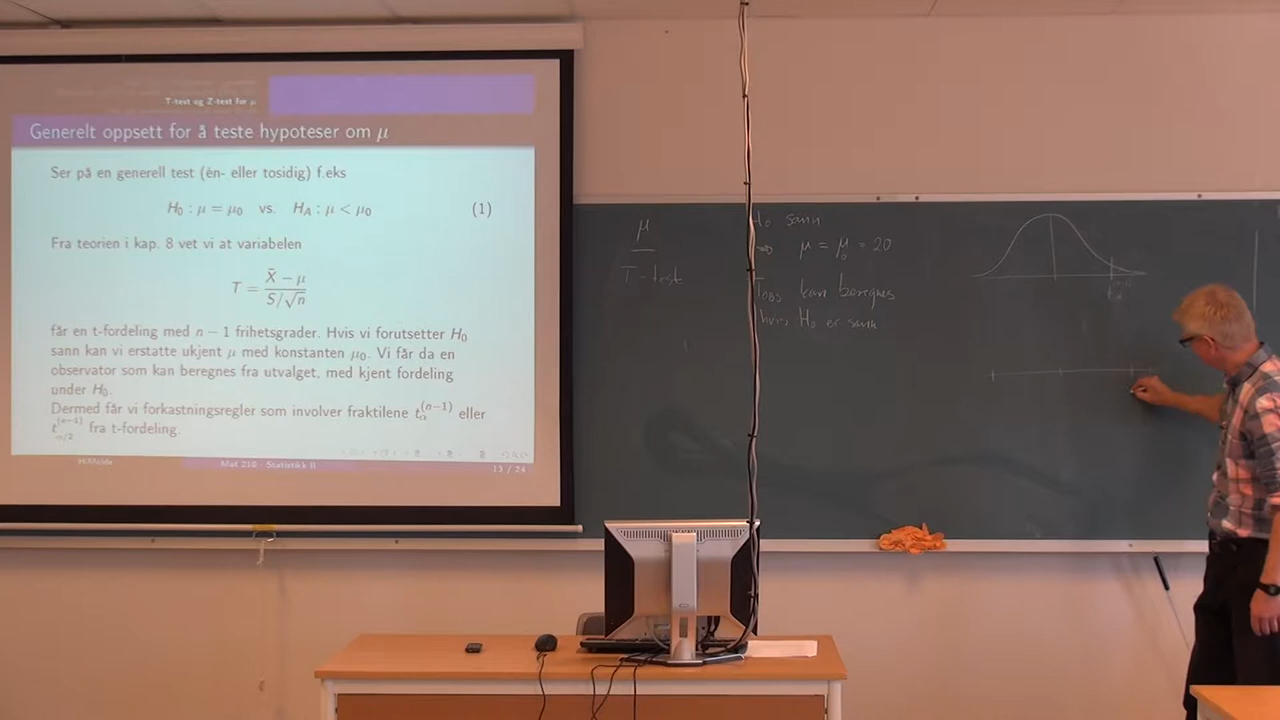 T-test og Z-test for μ
Generelt oppsett for å teste hypoteser om μ
Ser på en generell test (èn- eller tosidig) f.eks
H₀ : μ = μ₀ vs. H_A : μ < μ₀ (1)
Fra teorien i kap. 8 vet vi at variabelen
T = (X̄ − μ) / (S/√n)
får en t-fordeling med n − 1 frihetsgrader. Hvis vi forutsetter H₀
sann kan vi erstatte ukjent μ med konstanten μ₀. Vi får da en
observator som kan beregnes fra utvalget, med kjent fordeling
under H₀.
Dermed får vi forkastningsregler som involver fraktilene t_α^(n−1) eller
t_α/2^(n−1) fra t-fordeling.
HiMolde
Mat 210 - Statistikk II
13 / 24
μ
T-test
H₀ sann
⇒ μ = μ₀ = 20
T_OBS kan beregnes
hvis H₀ er sann